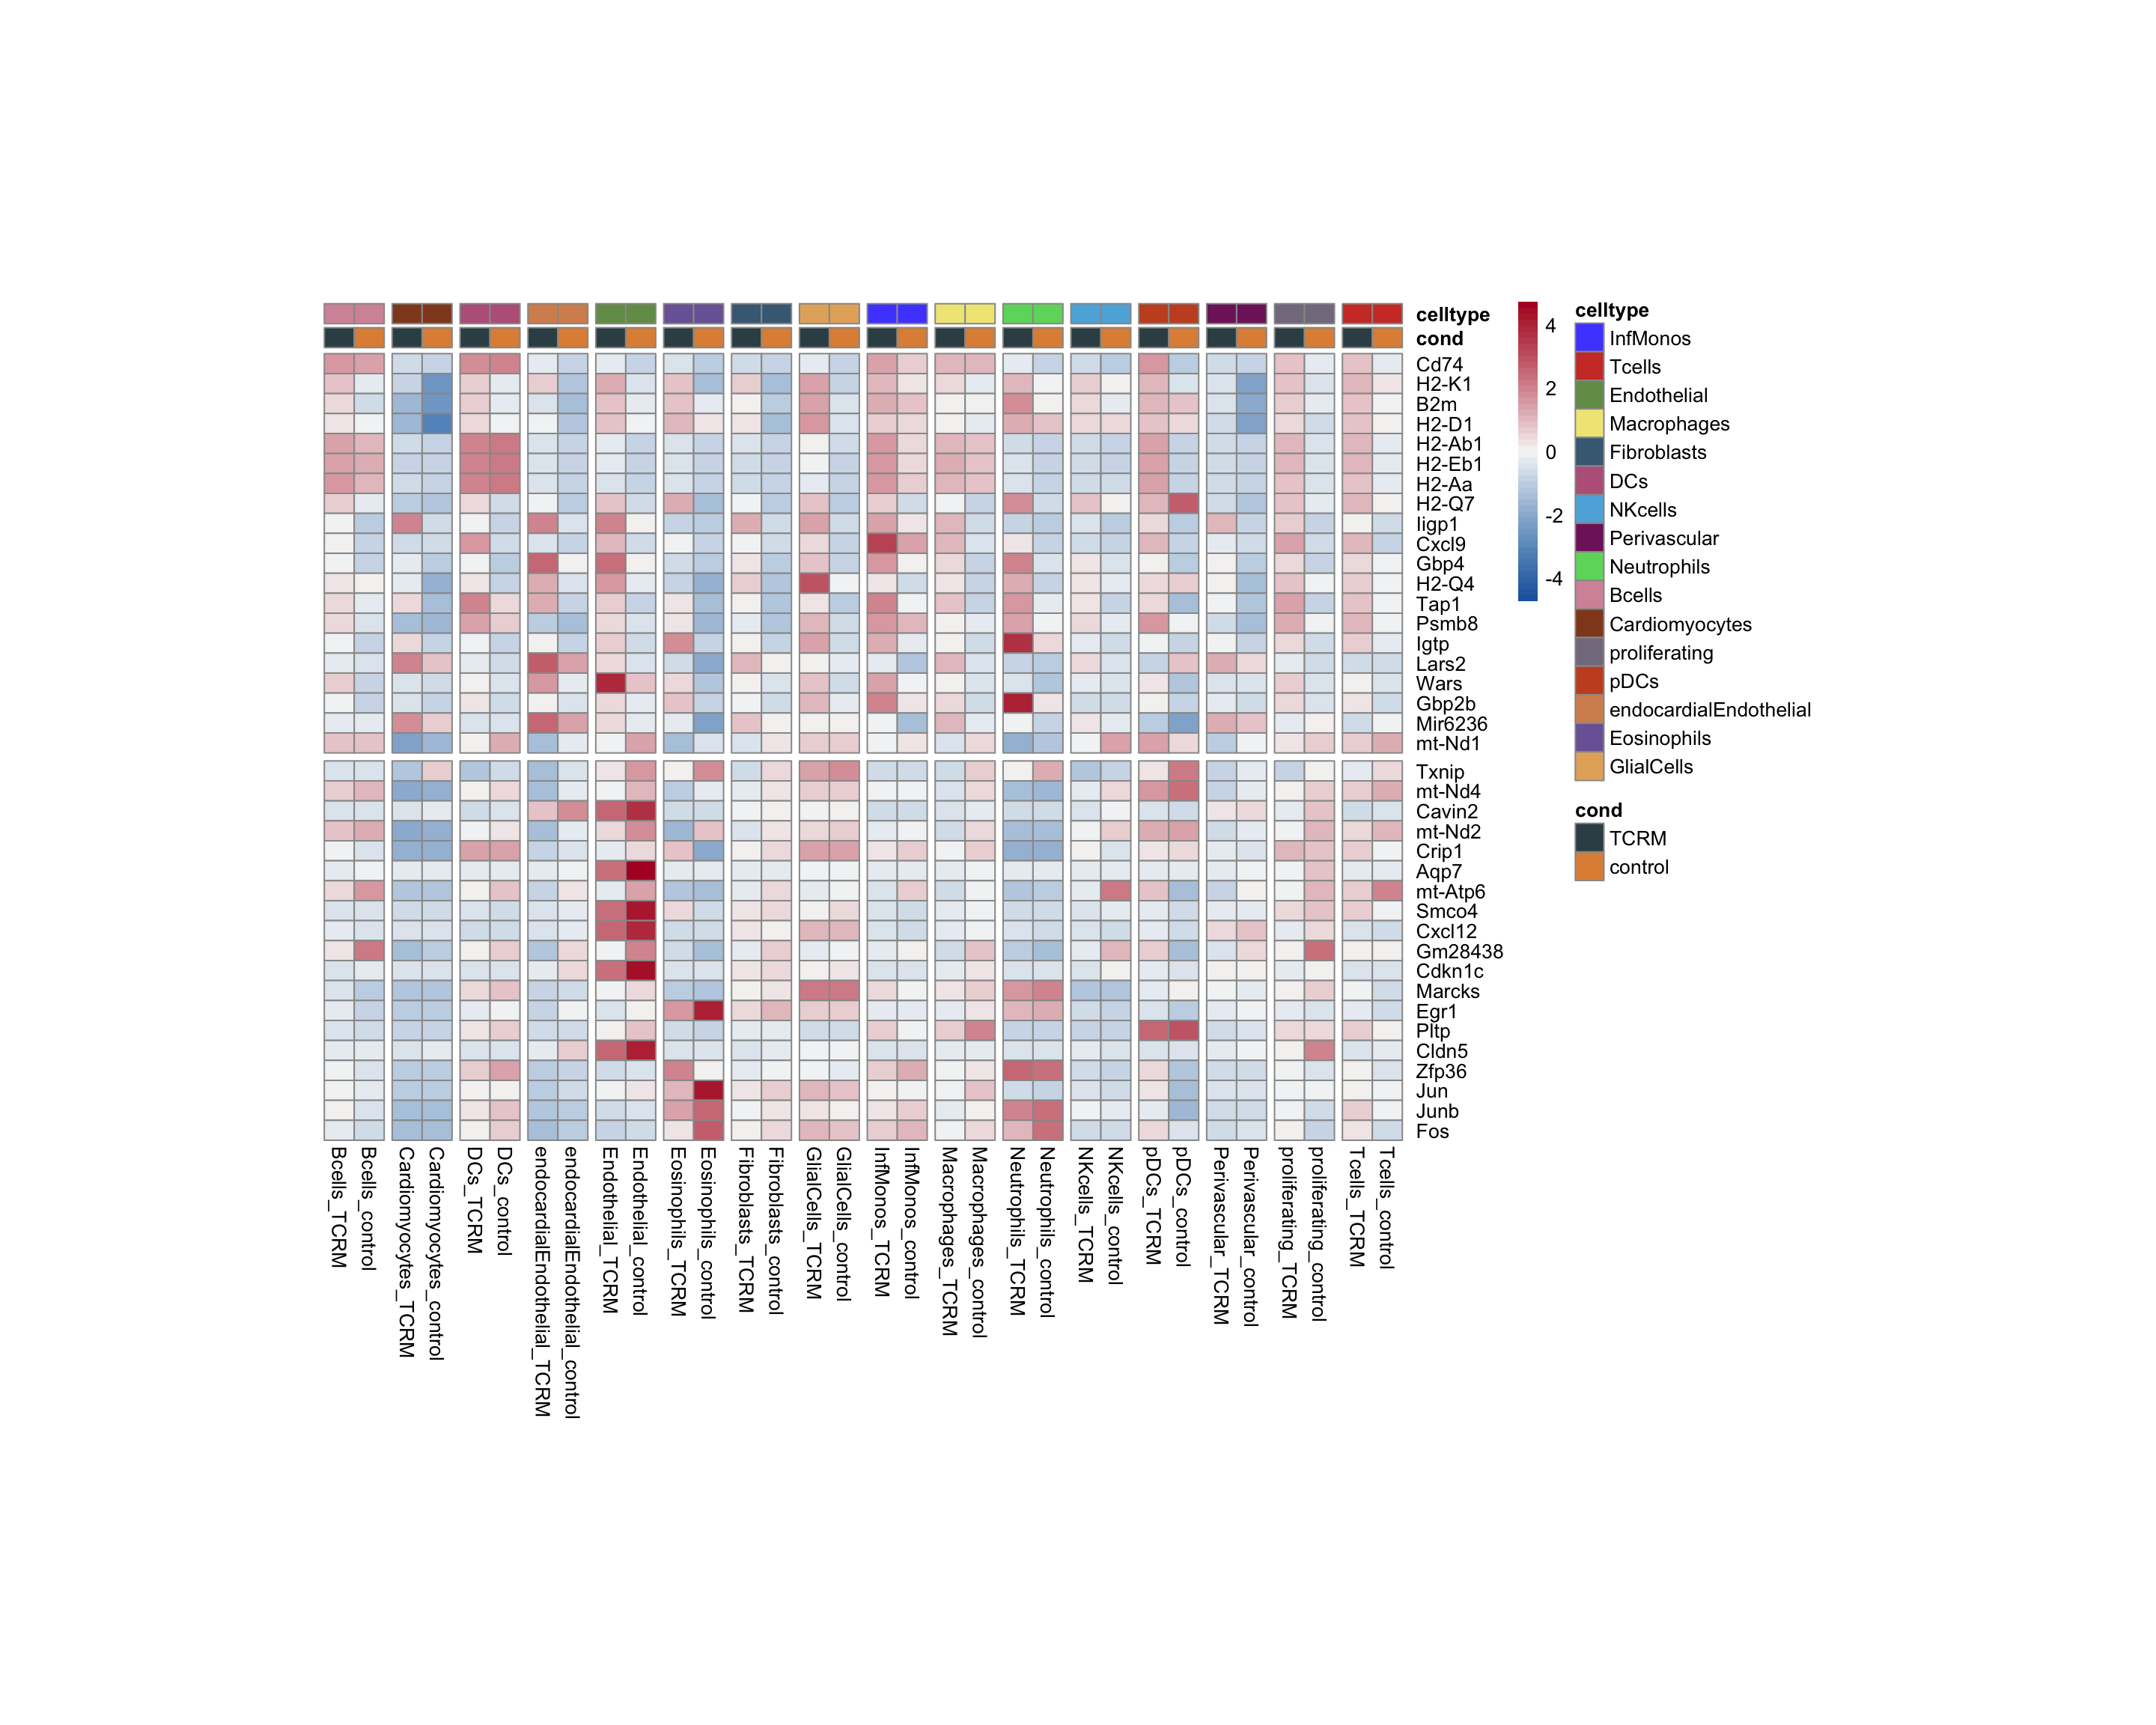 celltype
cond
Cd74
H2-K1
B2m
H2-D1
H2-Ab1
H2-Eb1
H2-Aa
H2-Q7
Iigp1
Cxcl9
Gbp4
H2-Q4
Tap1
Psmb8
Igtp
Lars2
Wars
Gbp2b
Mir6236
mt-Nd1
Txnip
mt-Nd4
Cavin2
mt-Nd2
Crip1
Aqp7
mt-Atp6
Smco4
Cxcl12
Gm28438
Cdkn1c
Marcks
Egr1
Pltp
Cldn5
Zfp36
Jun
Junb
Fos
Bcells_TCRM
Bcells_control
Cardiomyocytes_TCRM
Cardiomyocytes_control
DCs_TCRM
DCs_control
endocardialEndothelial_TCRM
endocardialEndothelial_control
Endothelial_TCRM
Endothelial_control
Eosinophils_TCRM
Eosinophils_control
Fibroblasts_TCRM
Fibroblasts_control
GlialCells_TCRM
GlialCells_control
InfMonos_TCRM
InfMonos_control
Macrophages_TCRM
Macrophages_control
Neutrophils_TCRM
Neutrophils_control
NKcells_TCRM
NKcells_control
pDCs_TCRM
pDCs_control
Perivascular_TCRM
Perivascular_control
proliferating_TCRM
proliferating_control
Tcells_TCRM
Tcells_control
4
2
0
-2
-4
celltype
InfMonos
Tcells
Endothelial
Macrophages
Fibroblasts
DCs
NKcells
Perivascular
Neutrophils
Bcells
Cardiomyocytes
proliferating
pDCs
endocardialEndothelial
Eosinophils
GlialCells
cond
TCRM
control